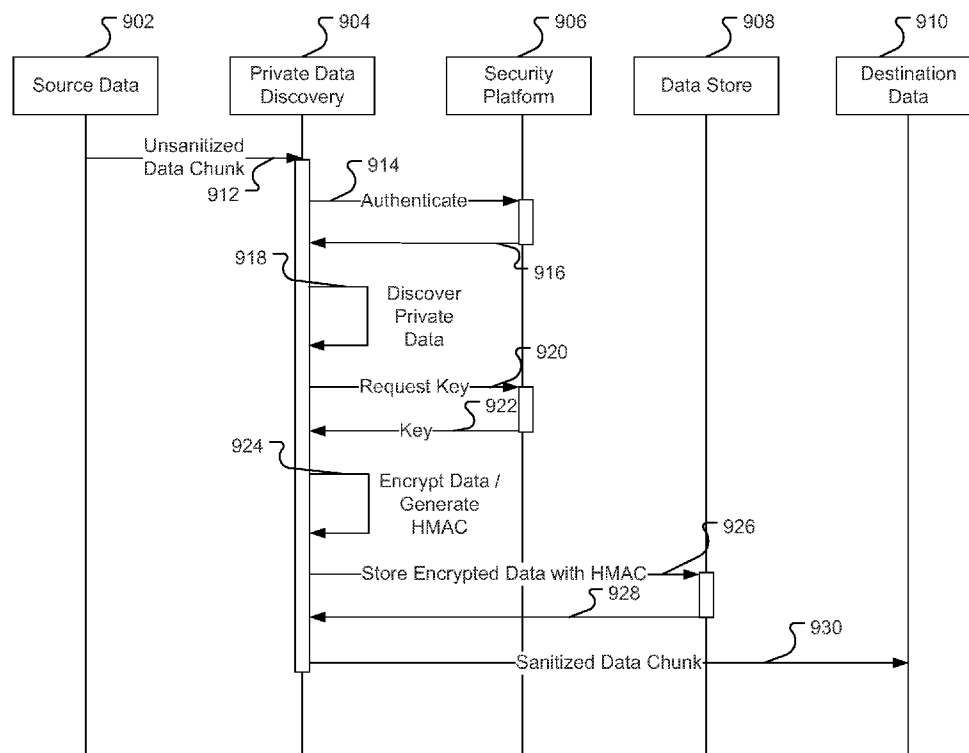 902
904
906
908
910
Source Data
Private Data
Discovery
Security
Platform
Data Store
Destination
Data
Unsanitized
Data Chunk
912
914
Authenticate
916
918
Discover
Private
Data
920
Request Key
922
Key
924
Encrypt Data /
Generate
HMAC
926
Store Encrypted Data with HMAC
928
930
Sanitized Data Chunk